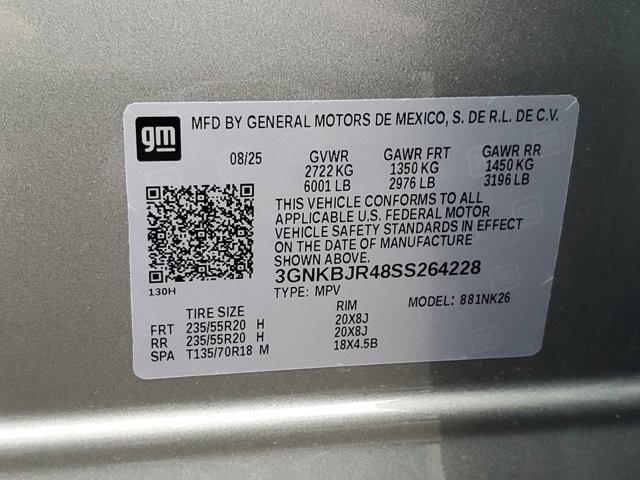 gm
MFD BY GENERAL MOTORS DE MEXICO, S. DE R.L. DE C.V.
08/25 GVWR GAWR FRT GAWR RR
2722 KG 1350 KG 1450 KG
6001 LB 2976 LB 3196 LB
THIS VEHICLE CONFORMS TO ALL
APPLICABLE U.S. FEDERAL MOTOR
VEHICLE SAFETY STANDARDS IN EFFECT
ON THE DATE OF MANUFACTURE
SHOWN ABOVE.
3GNKBJR48SS264228
130H TYPE: MPV MODEL: 881NK26
TIRE SIZE RIM
FRT 235/55R20 H 20X8J
RR 235/55R20 H 20X8J
SPA T135/70R18 M 18X4.5B